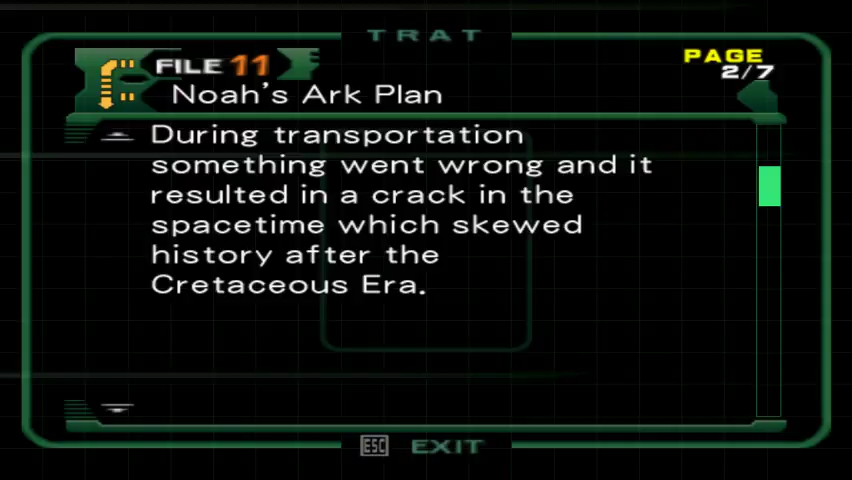 TRAT
FILE 11
PAGE
2/7
Noah's Ark Plan
During transportation
something went wrong and it
resulted in a crack in the
spacetime which skewed
history after the
Cretaceous Era.
ESC EXIT